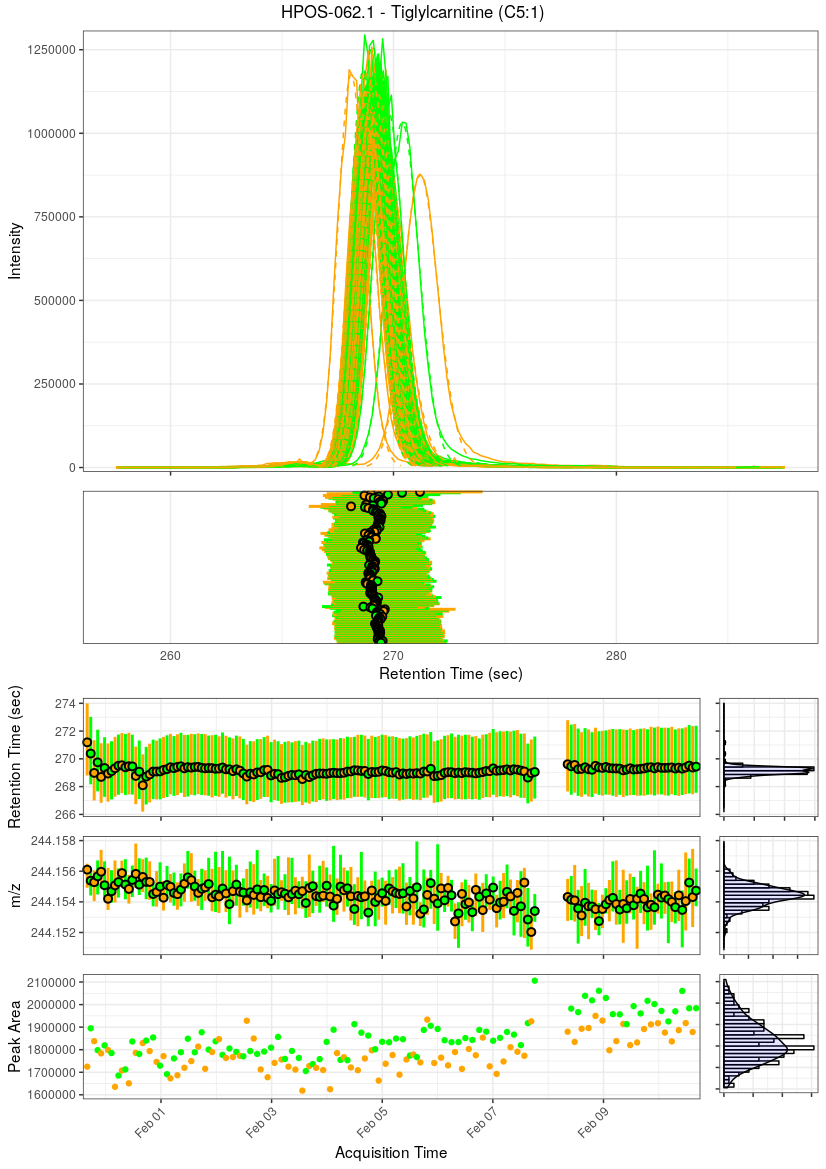 HPOS-062.1 - Tiglylcarnitine (C5:1)
1250000
1000000
750000
500000
250000
0
Intensity
260
270
280
Retention Time (sec)
274
272
270
268
266
Retention Time (sec)
244.158
244.156
244.154
244.152
m/z
2100000
2000000
1900000
1800000
1700000
1600000
Peak Area
Feb 01
Feb 03
Feb 05
Feb 07
Feb 09
Acquisition Time